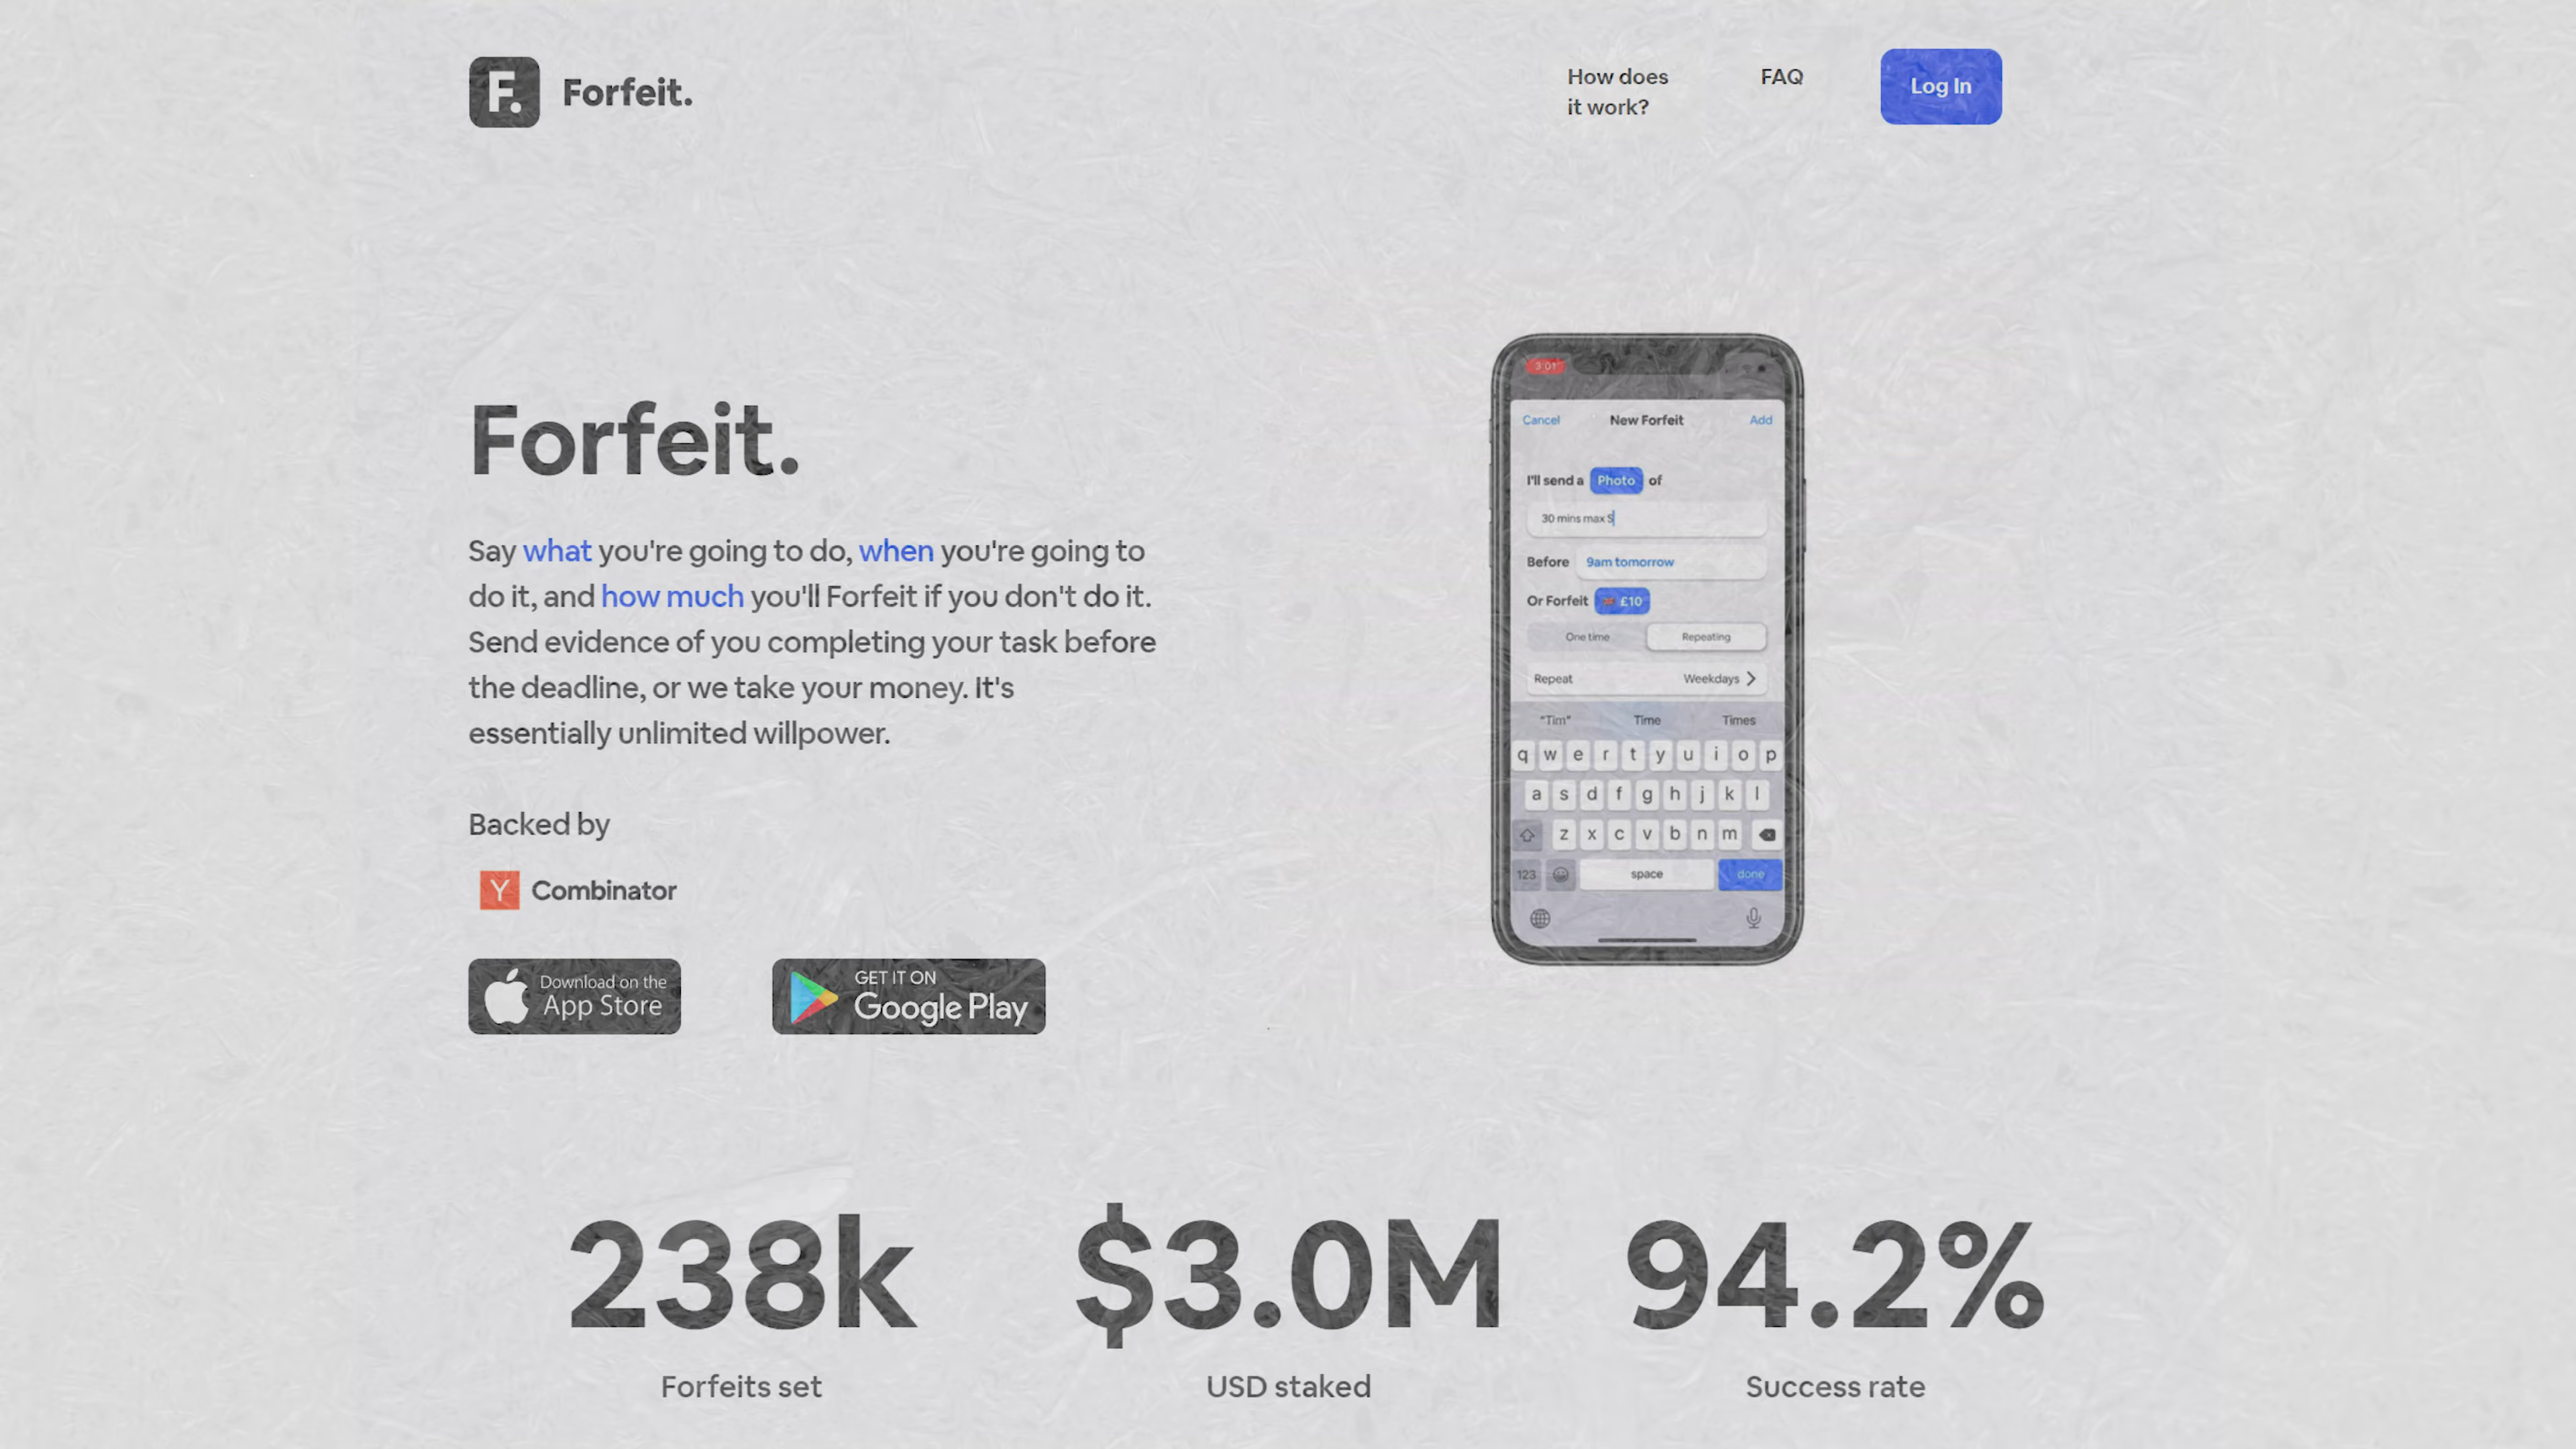 F. Forfeit.
How does
it work?
FAQ
Log In
Forfeit.
Say what you're going to do, when you're going to
do it, and how much you'll Forfeit if you don't do it.
Send evidence of you completing your task before
the deadline, or we take your money. It's
essentially unlimited willpower.
Backed by
Y Combinator
Download on the
App Store
GET IT ON
Google Play
3:01
Cancel New Forfeit Add
I'll send a Photo of
30 mins max S
Before 9am tomorrow
Or Forfeit £10
One time Repeating
Repeat Weekdays
"Tim" Time Times
q w e r t y u i o p
a s d f g h j k l
z x c v b n m
123 space done
238k
Forfeits set
$3.0M
USD staked
94.2%
Success rate